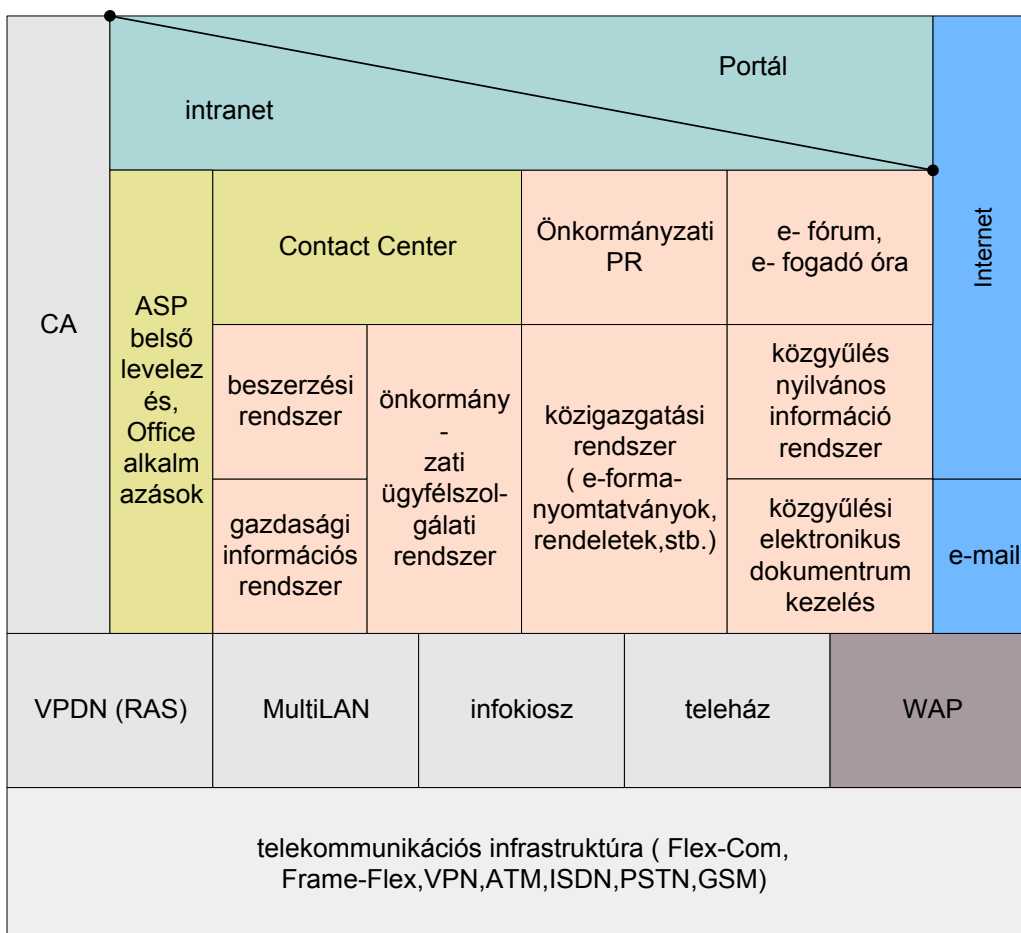 Portál
intranet
CA
ASP
belső
levelez
és,
Office
alkalm
azások
Contact Center
Önkormányzati
PR
e- fórum,
e- fogadó óra
Internet
beszerzési
rendszer
önkormány
-
zati
ügyfélszol-
gálati
rendszer
közigazgatási
rendszer
( e-forma-
nyomtatványok,
rendeletek,stb.)
közgyűlés
nyilvános
információ
rendszer
gazdasági
információs
rendszer
közgyűlési
elektronikus
dokumentrum
kezelés
e-mail
VPDN (RAS)
MultiLAN
infokiosz
teleház
WAP
telekommunikációs infrastruktúra ( Flex-Com,
Frame-Flex,VPN,ATM,ISDN,PSTN,GSM)